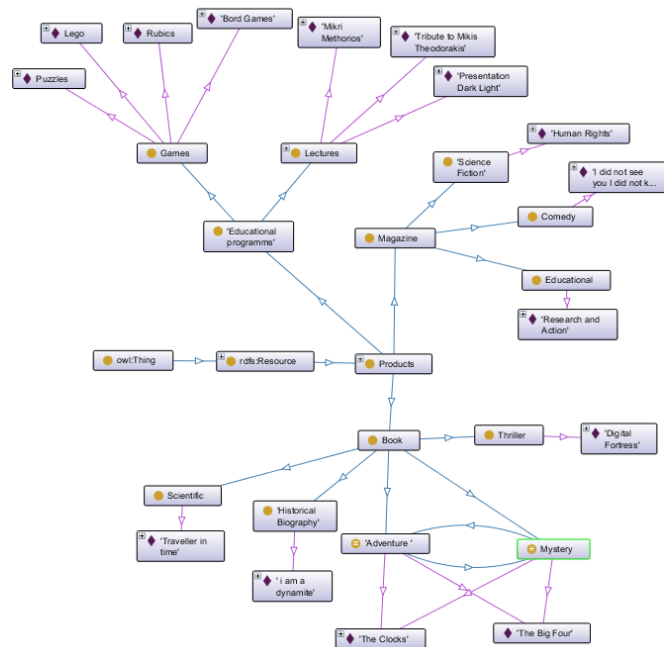 Lego
Rubics
'Bord Games'
'Mikri
Methorios'
'Tribute to Mikis
Theodorakis'
Puzzles
'Presentation
Dark Light'
Games
Lectures
'Human Rights'
'Science
Fiction'
'I did not see
you I did not k...
'Educational
programms'
Magazine
Comedy
Educational
'Research and
Action'
owl:Thing
rdfs:Resource
Products
Book
Thriller
'Digital
Fortress'
Scientific
'Historical
Biography'
'Traveller in
time'
'Adventure '
Mystery
' i am a
dynamite'
'The Clocks'
'The Big Four'